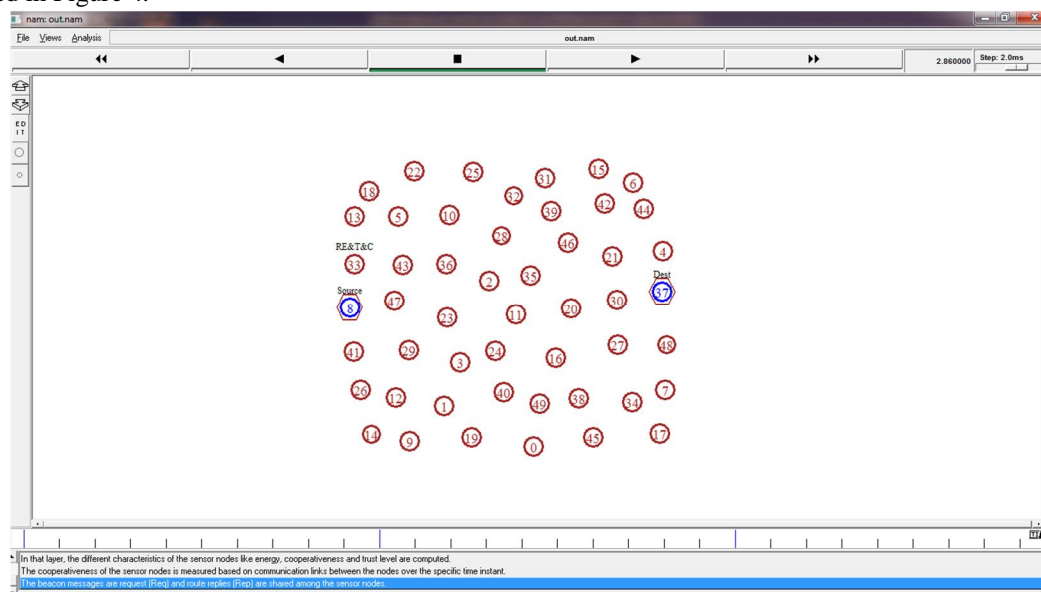 nam: out.nam
File Views Analysis out.nam
2.860000 Step: 2.0ms
E D
I T
22 25 31 15 6
18 32
13 5 10 39 42 44
28 46
RE&T&C 21 4
33 43 36 2 35 Dest
Source 37
8 47 23 11 20 30
41 29 3 24 16 27 48
26 12 1 40 49 38 34 7
14 9 19 0 45 17
In that layer, the different characteristics of the sensor nodes like energy, cooperativeness and trust level are computed.
The cooperativeness of the sensor nodes is measured based on communication links between the nodes over the specific time instant.
The beacon messages are request (Req) and route replies (Rep) are shared among the sensor nodes.